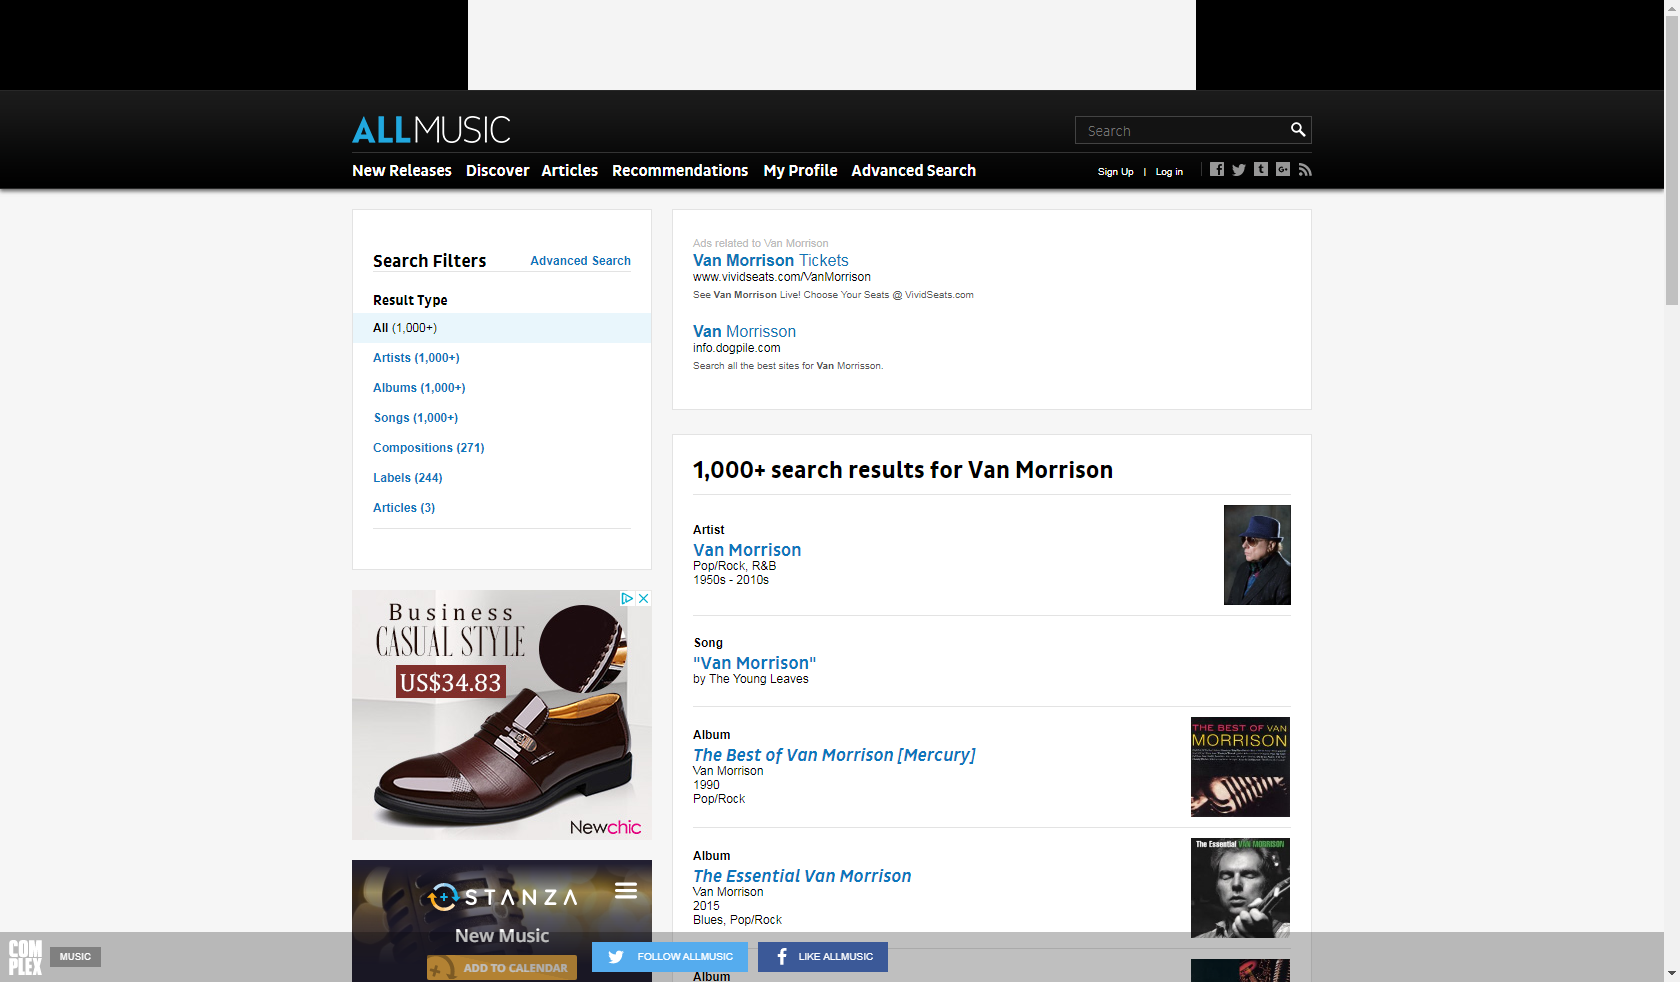 ALLMUSIC
Search
New Releases Discover Articles Recommendations My Profile Advanced Search
Sign Up | Log in
Search Filters
Advanced Search
Result Type
All (1,000+)
Artists (1,000+)
Albums (1,000+)
Songs (1,000+)
Compositions (271)
Labels (244)
Articles (3)
Business
CASUAL STYLE
US$34.83
Newchic
STANZA
New Music
ADD TO CALENDAR
Ads related to Van Morrison
Van Morrison Tickets
www.vividseats.com/VanMorrison
See Van Morrison Live! Choose Your Seats @ VividSeats.com
Van Morrisson
info.dogpile.com
Search all the best sites for Van Morrisson.
1,000+ search results for Van Morrison
Artist
Van Morrison
Pop/Rock, R&B
1950s - 2010s
Song
"Van Morrison"
by The Young Leaves
Album
The Best of Van Morrison [Mercury]
Van Morrison
1990
Pop/Rock
THE BEST OF VAN
MORRISON
Album
The Essential Van Morrison
Van Morrison
2015
Blues, Pop/Rock
The Essential VAN MORRISON
Album
COMPLEX
MUSIC
FOLLOW ALLMUSIC
LIKE ALLMUSIC